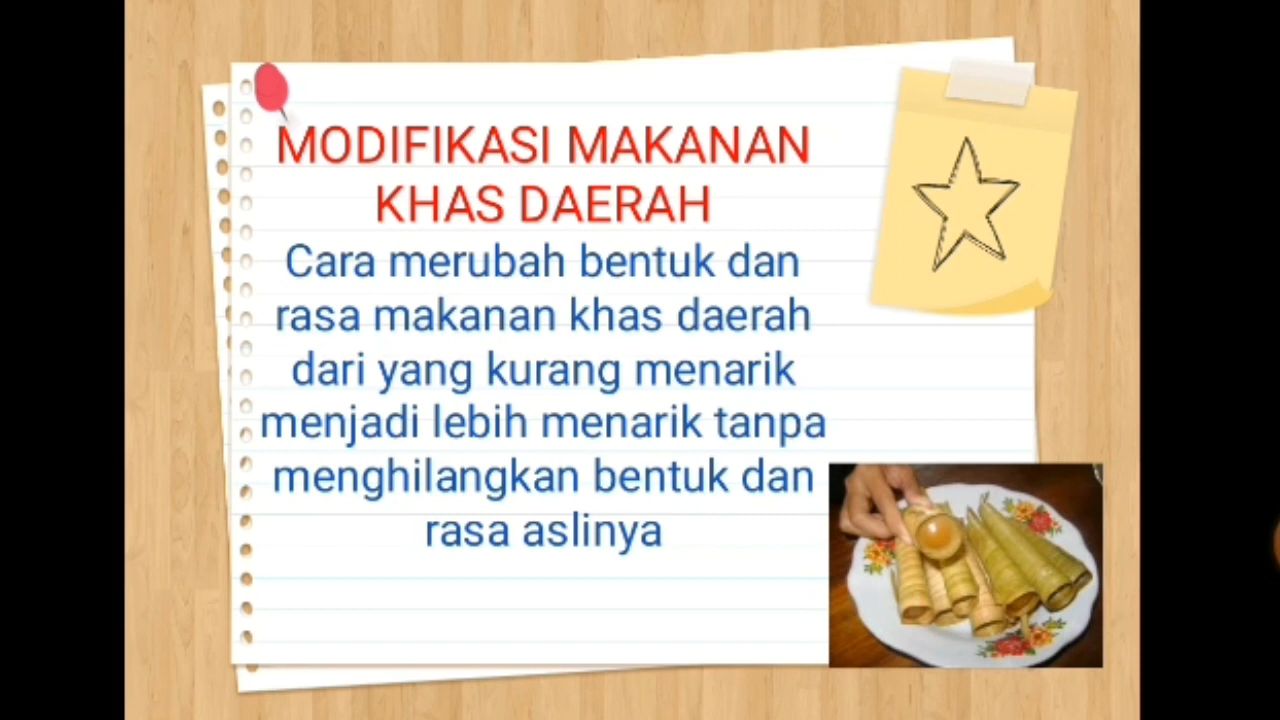 MODIFIKASI MAKANAN
KHAS DAERAH
Cara merubah bentuk dan
rasa makanan khas daerah
dari yang kurang menarik
menjadi lebih menarik tanpa
menghilangkan bentuk dan
rasa aslinya